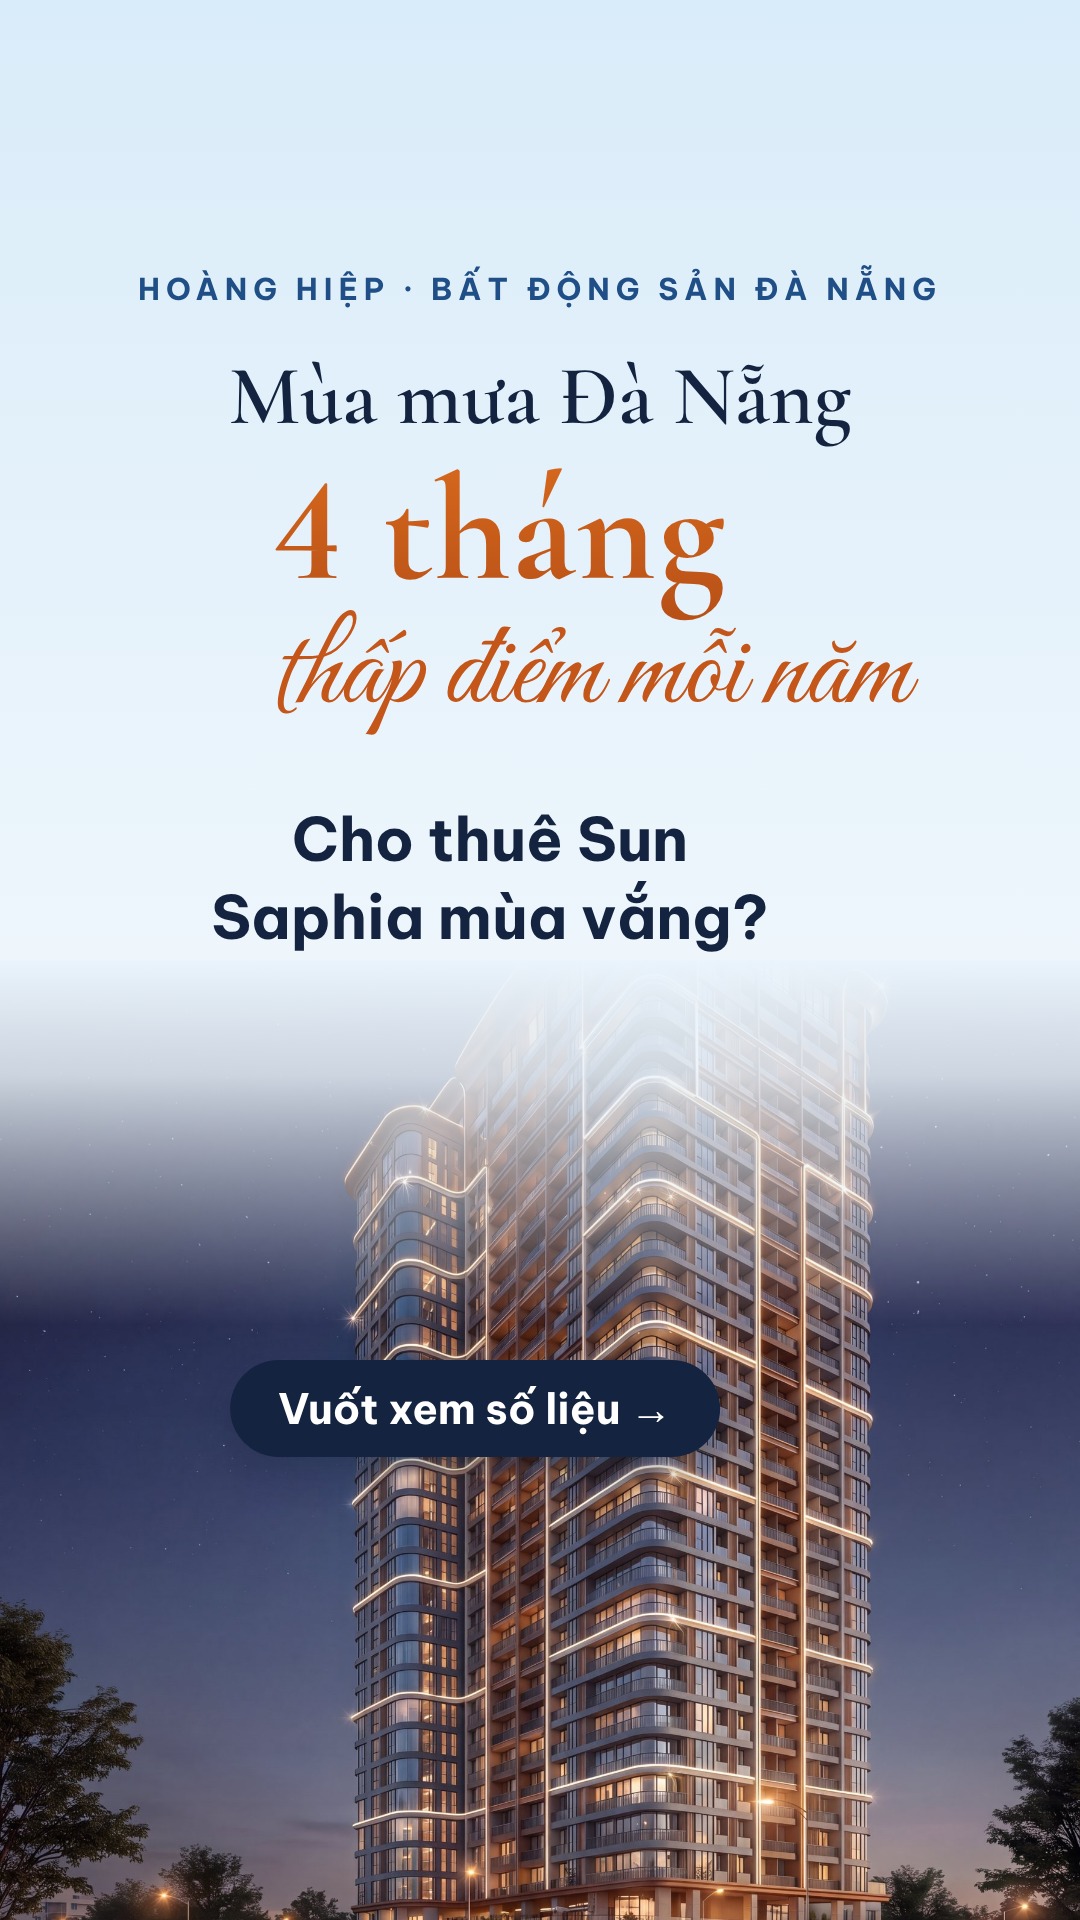 HOÀNG HIỆP · BẤT ĐỘNG SẢN ĐÀ NẴNG
Mùa mưa Đà Nẵng
4 tháng
thấp điểm mỗi năm
Cho thuê Sun
Saphia mùa vắng?
Vuốt xem số liệu →